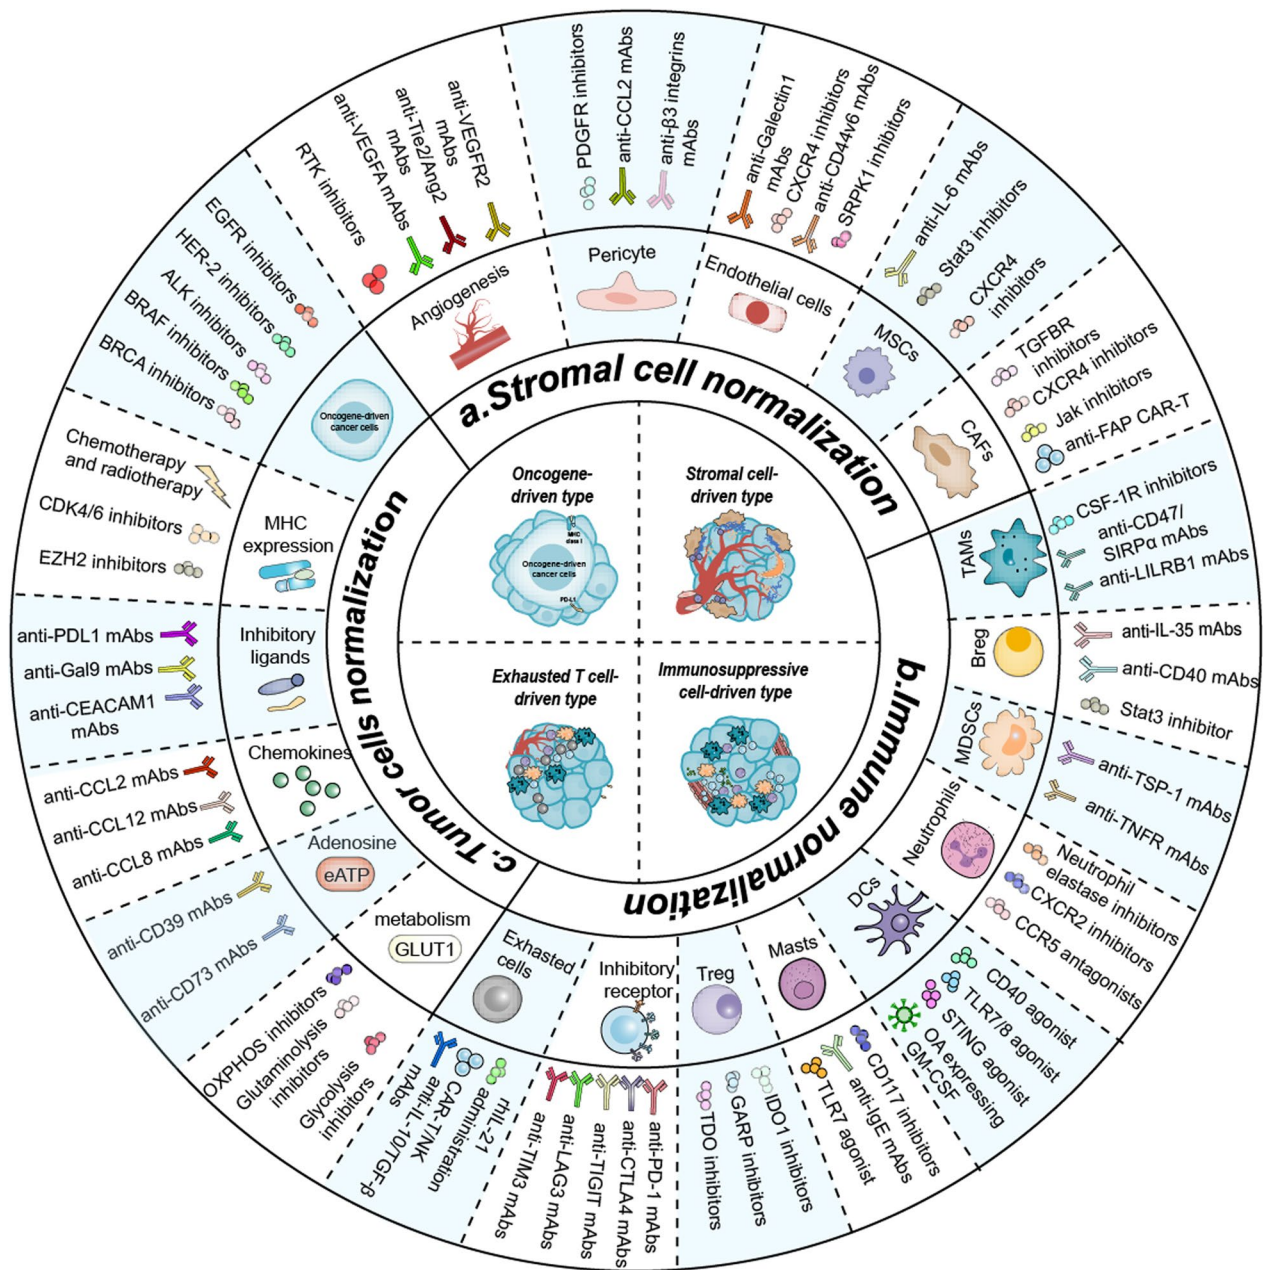 a.Stromal cell normalization
Angiogenesis
RTK inhibitors
anti-VEGFA mAbs
anti-Tie2/Ang2
mAbs
anti-VEGFR2
mAbs
Pericyte
PDGFR inhibitors
anti-CCL2 mAbs
anti-β3 integrins
mAbs
Endothelial cells
anti-Galectin1
mAbs
CXCR4 inhibitors
anti-CD44v6 mAbs
SRPK1 inhibitors
MSCs
anti-IL-6 mAbs
Stat3 inhibitors
CXCR4
inhibitors
CAFs
TGFBR
inhibitors
CXCR4 inhibitors
Jak inhibitors
anti-FAP CAR-T
b.Immune normalization
TAMs
CSF-1R inhibitors
anti-CD47/
SIRPα mAbs
anti-LILRB1 mAbs
Breg
anti-IL-35 mAbs
anti-CD40 mAbs
Stat3 inhibitor
MDSCs
anti-TSP-1 mAbs
anti-TNFR mAbs
Neutrophils
Neutrophil
elastase inhibitors
CXCR2 inhibitors
CCR5 antagonists
DCs
CD40 agonist
TLR7/8 agonist
STING agonist
OA expressing
GM-CSF
Masts
CD117 inhibitors
anti-IgE mAbs
TLR7 agonist
Treg
IDO1 inhibitors
GARP inhibitors
TDO inhibitors
Inhibitory
receptor
anti-PD-1 mAbs
anti-CTLA4 mAbs
anti-TIGIT mAbs
anti-LAG3 mAbs
anti-TIM3 mAbs
Exhasted
cells
rhIL-21
administration
CAR-T/NK
anti-IL-10/TGF-β
mAbs
c.Tumor cells normalization
metabolism
GLUT1
Glycolysis
inhibitors
Glutaminolysis
inhibitors
OXPHOS inhibitors
Adenosine
eATP
anti-CD73 mAbs
anti-CD39 mAbs
Chemokines
anti-CCL8 mAbs
anti-CCL12 mAbs
anti-CCL2 mAbs
Inhibitory
ligands
anti-PDL1 mAbs
anti-Gal9 mAbs
anti-CEACAM1
mAbs
MHC
expression
Chemotherapy
and radiotherapy
CDK4/6 inhibitors
EZH2 inhibitors
Oncogene-driven
cancer cells
EGFR inhibitors
HER-2 inhibitors
ALK inhibitors
BRAF inhibitors
BRCA inhibitors
Oncogene-
driven type
MHC
class I
Oncogene-driven
cancer cells
PD-L1
Stromal cell-
driven type
Exhausted T cell-
driven type
Immunosuppressive
cell-driven type